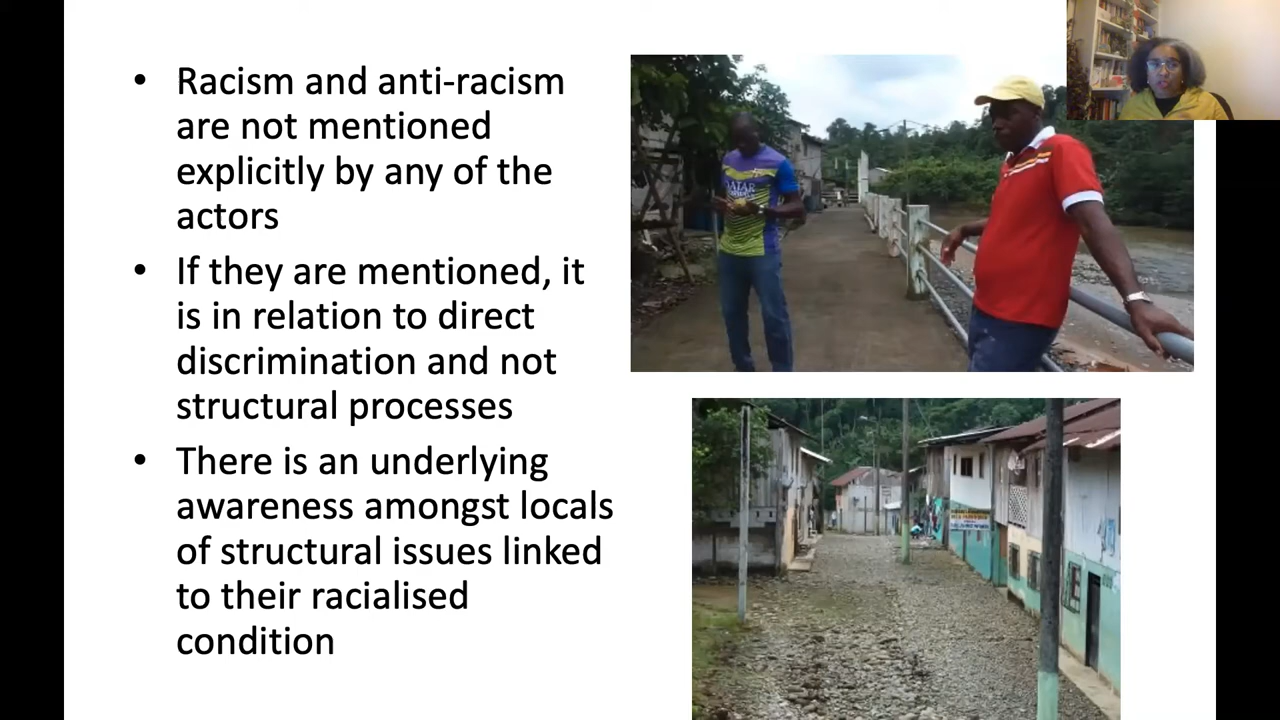 • Racism and anti-racism
are not mentioned
explicitly by any of the
actors
• If they are mentioned, it
is in relation to direct
discrimination and not
structural processes
• There is an underlying
awareness amongst locals
of structural issues linked
to their racialised
condition